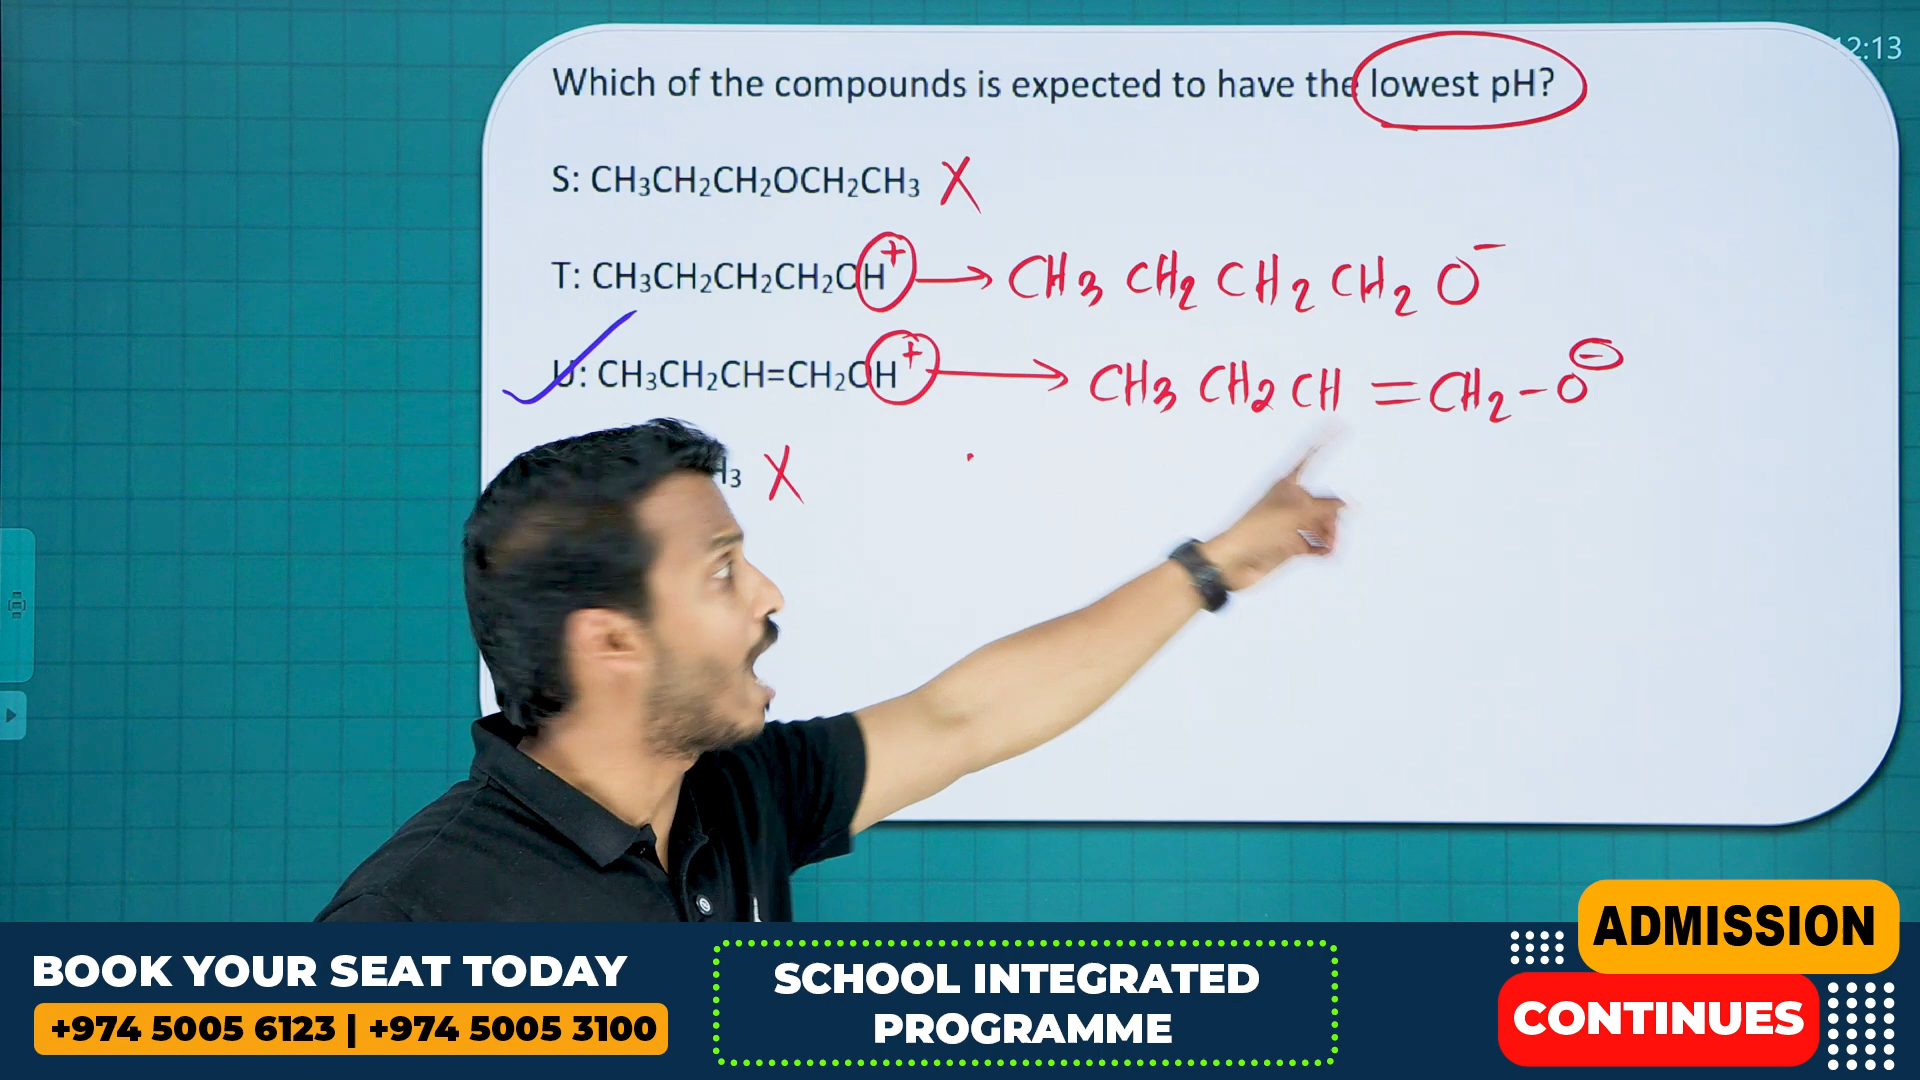 2:13
Which of the compounds is expected to have the lowest pH?
S: CH₃CH₂CH₂OCH₂CH₃ X
T: CH₃CH₂CH₂CH₂OH + → CH₃ CH₂ CH₂ CH₂ O⁻
U: CH₃CH₂CH=CH₂OH + → CH₃ CH₂ CH = CH₂ - O⁻
H₃ X
ADMISSION
BOOK YOUR SEAT TODAY
SCHOOL INTEGRATED
CONTINUES
+974 5005 6123 | +974 5005 3100
PROGRAMME